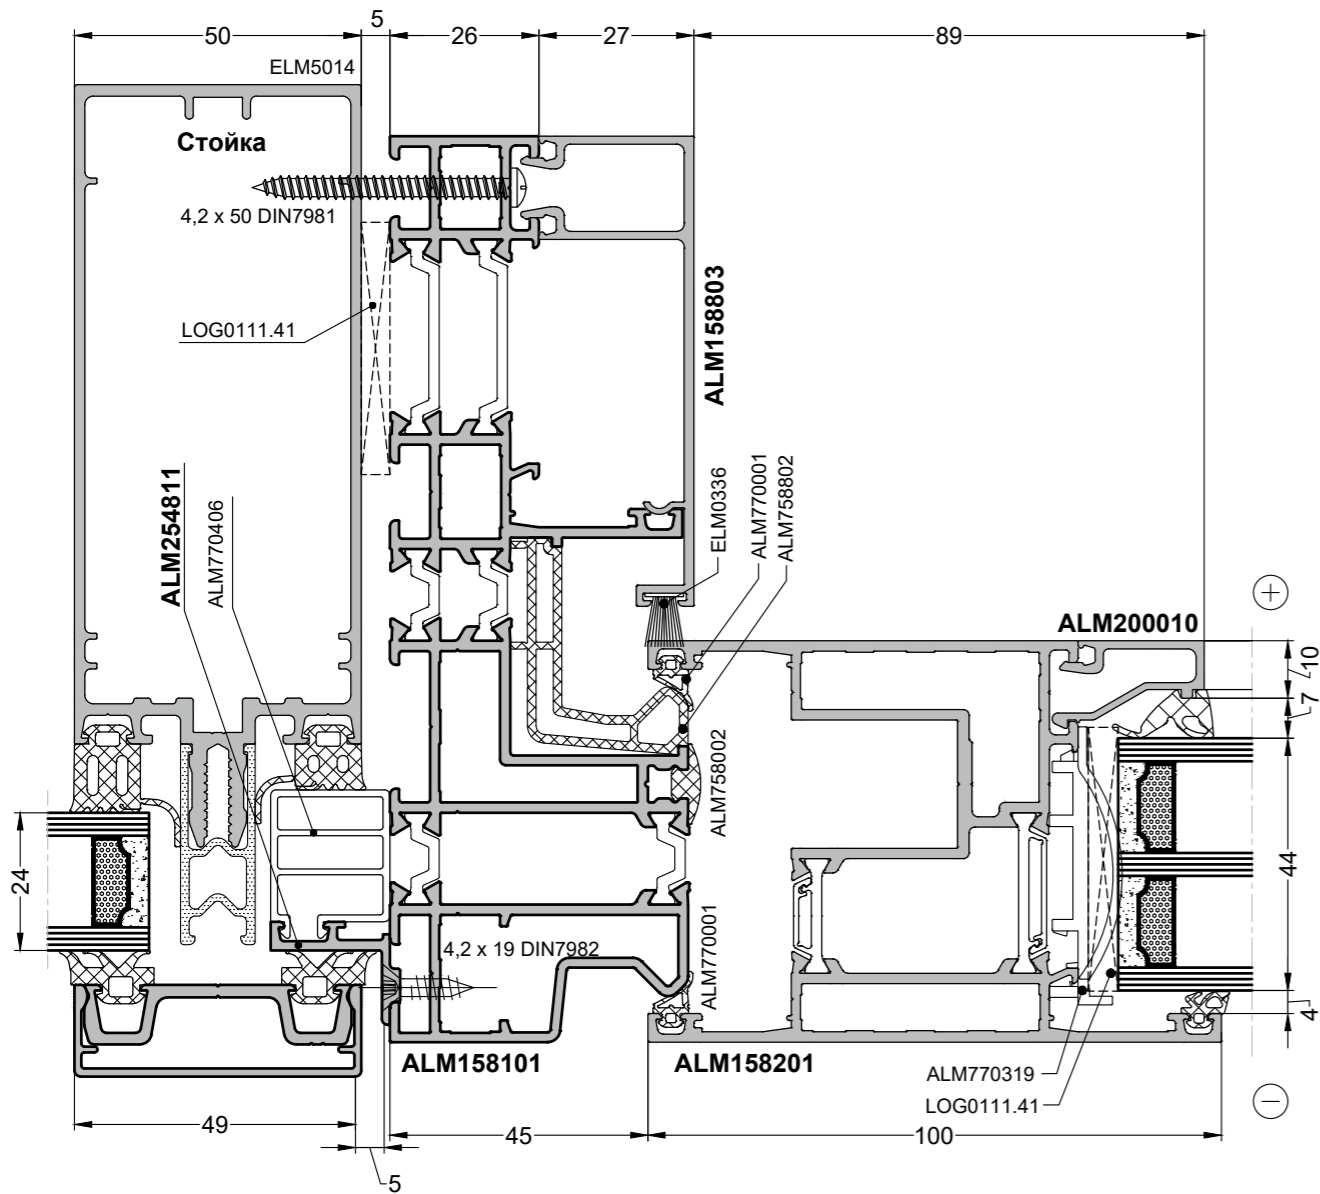 5
50
26
27
89
ELM5014
Стойка
4,2 x 50 DIN7981
LOG0111.41
ALM158803
ALM254811
ALM770406
ELM0336
ALM770001
ALM758802
+
ALM200010
10
7
ALM758002
24
44
4,2 x 19 DIN7982
ALM770001
4
ALM158101
ALM158201
ALM770319
LOG0111.41
−
49
45
100
5